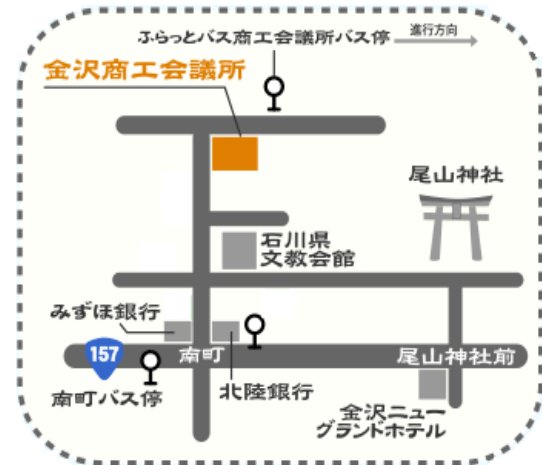 ふらっとバス商工会議所バス停
進行方向
金沢商工会議所
尾山神社
石川県
文教会館
みずほ銀行
157
南町
尾山神社前
南町バス停
北陸銀行
金沢ニュー
グランドホテル